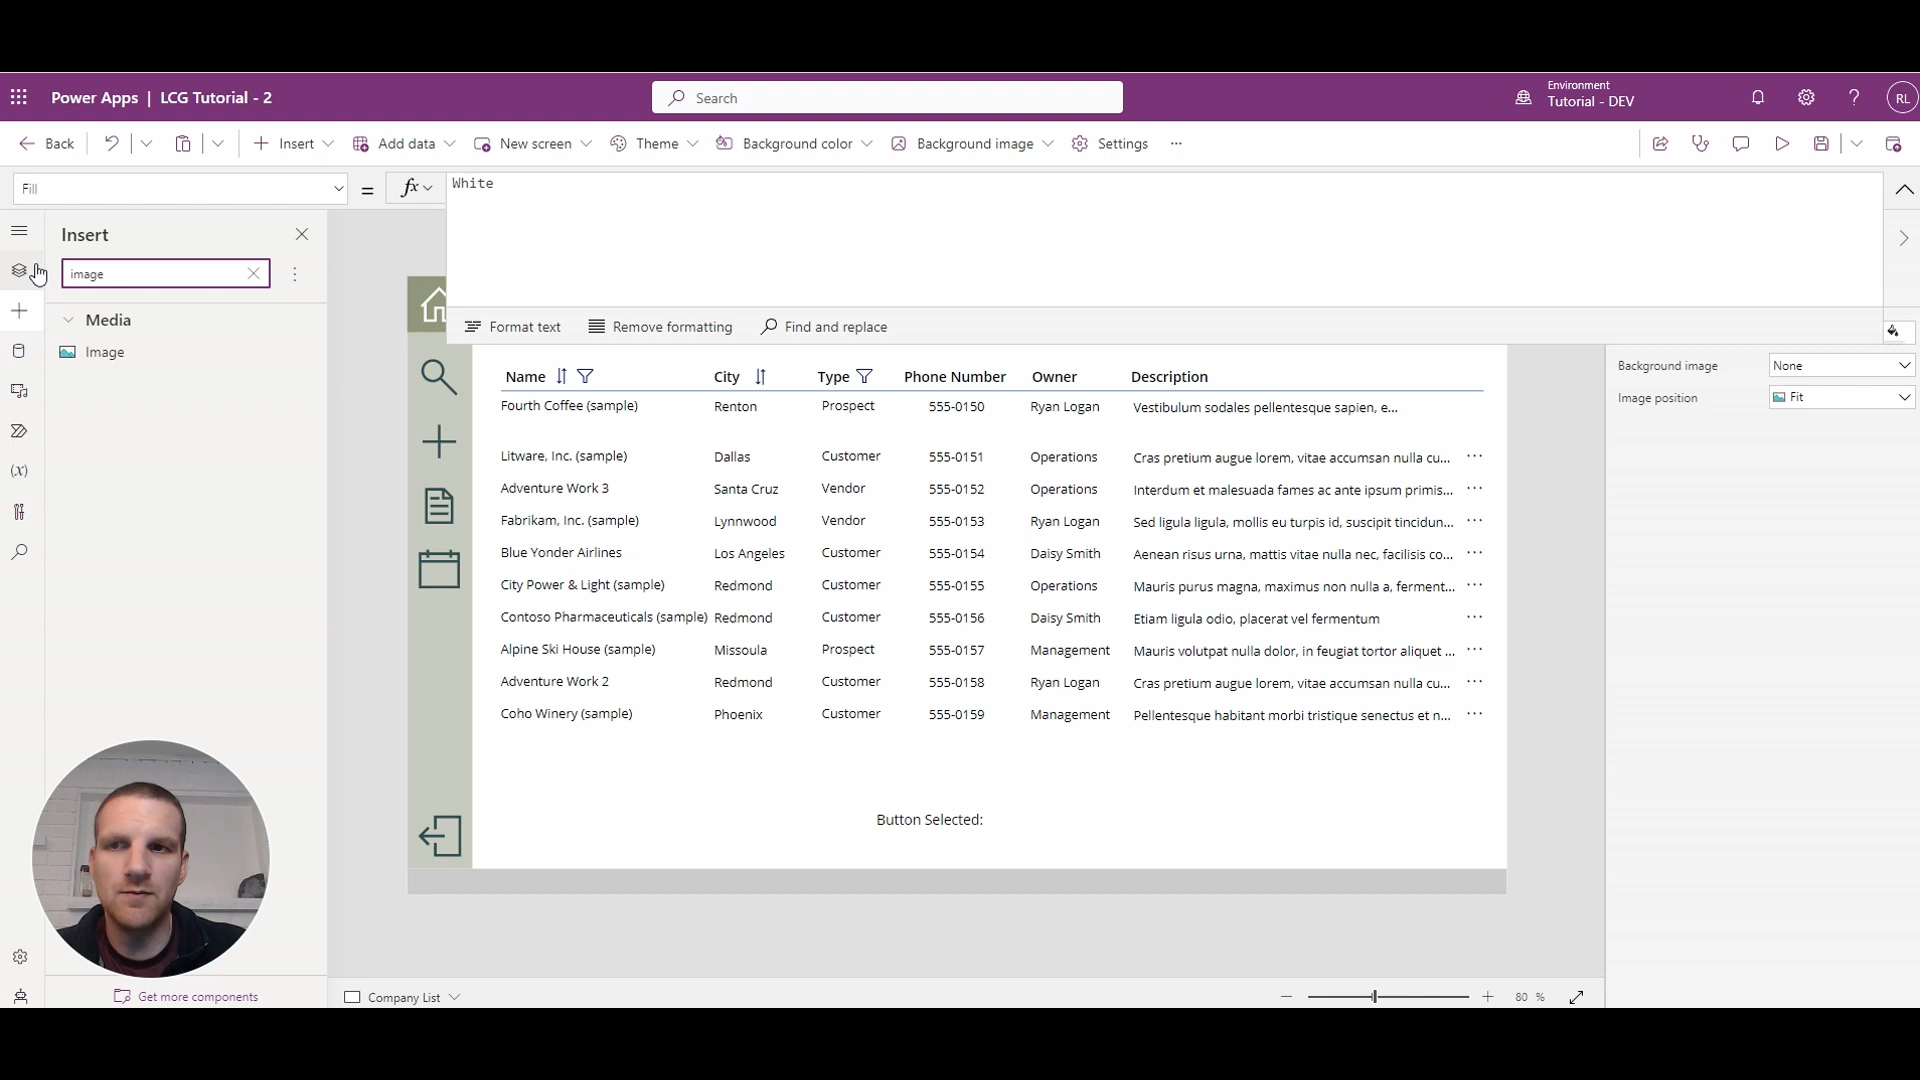 Power Apps | LCG Tutorial - 2
Search
Environment
Tutorial - DEV
RL
Back
Insert
Add data
New screen
Theme
Background color
Background image
Settings
Fill
=
fx
White
Insert
image
Media
Image
Format text
Remove formatting
Find and replace
Background image
None
Image position
Fit
Name City Type Phone Number Owner Description
Fourth Coffee (sample) Renton Prospect 555-0150 Ryan Logan Vestibulum sodales pellentesque sapien, e...
Litware, Inc. (sample) Dallas Customer 555-0151 Operations Cras pretium augue lorem, vitae accumsan nulla cu...
Adventure Work 3 Santa Cruz Vendor 555-0152 Operations Interdum et malesuada fames ac ante ipsum primis...
Fabrikam, Inc. (sample) Lynnwood Vendor 555-0153 Ryan Logan Sed ligula ligula, mollis eu turpis id, suscipit tincidun...
Blue Yonder Airlines Los Angeles Customer 555-0154 Daisy Smith Aenean risus urna, mattis vitae nulla nec, facilisis co...
City Power & Light (sample) Redmond Customer 555-0155 Operations Mauris purus magna, maximus non nulla a, ferment...
Contoso Pharmaceuticals (sample) Redmond Customer 555-0156 Daisy Smith Etiam ligula odio, placerat vel fermentum
Alpine Ski House (sample) Missoula Prospect 555-0157 Management Mauris volutpat nulla dolor, in feugiat tortor aliquet ...
Adventure Work 2 Redmond Customer 555-0158 Ryan Logan Cras pretium augue lorem, vitae accumsan nulla cu...
Coho Winery (sample) Phoenix Customer 555-0159 Management Pellentesque habitant morbi tristique senectus et n...
Button Selected:
Get more components
Company List
80 %